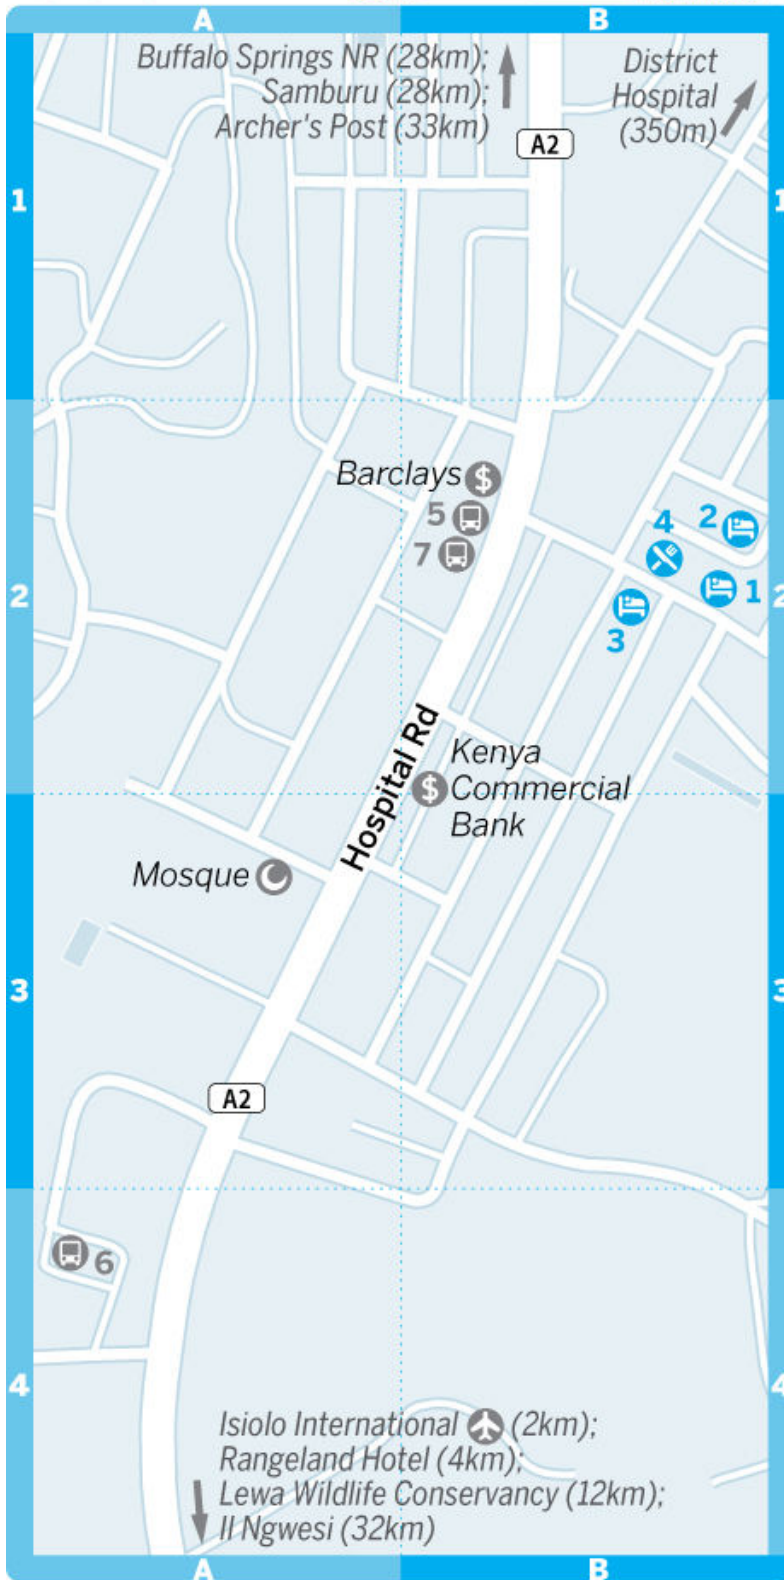 A
B
Buffalo Springs NR (28km);
Samburu (28km);
Archer's Post (33km)
District
Hospital
(350m)
A2
1
1
Barclays $
5
7
4
2
1
3
2
2
Hospital Rd
Kenya
$ Commercial
Bank
Mosque
3
3
A2
6
4
4
Isiolo International (2km);
Rangeland Hotel (4km);
Lewa Wildlife Conservancy (12km);
Il Ngwesi (32km)
A
B